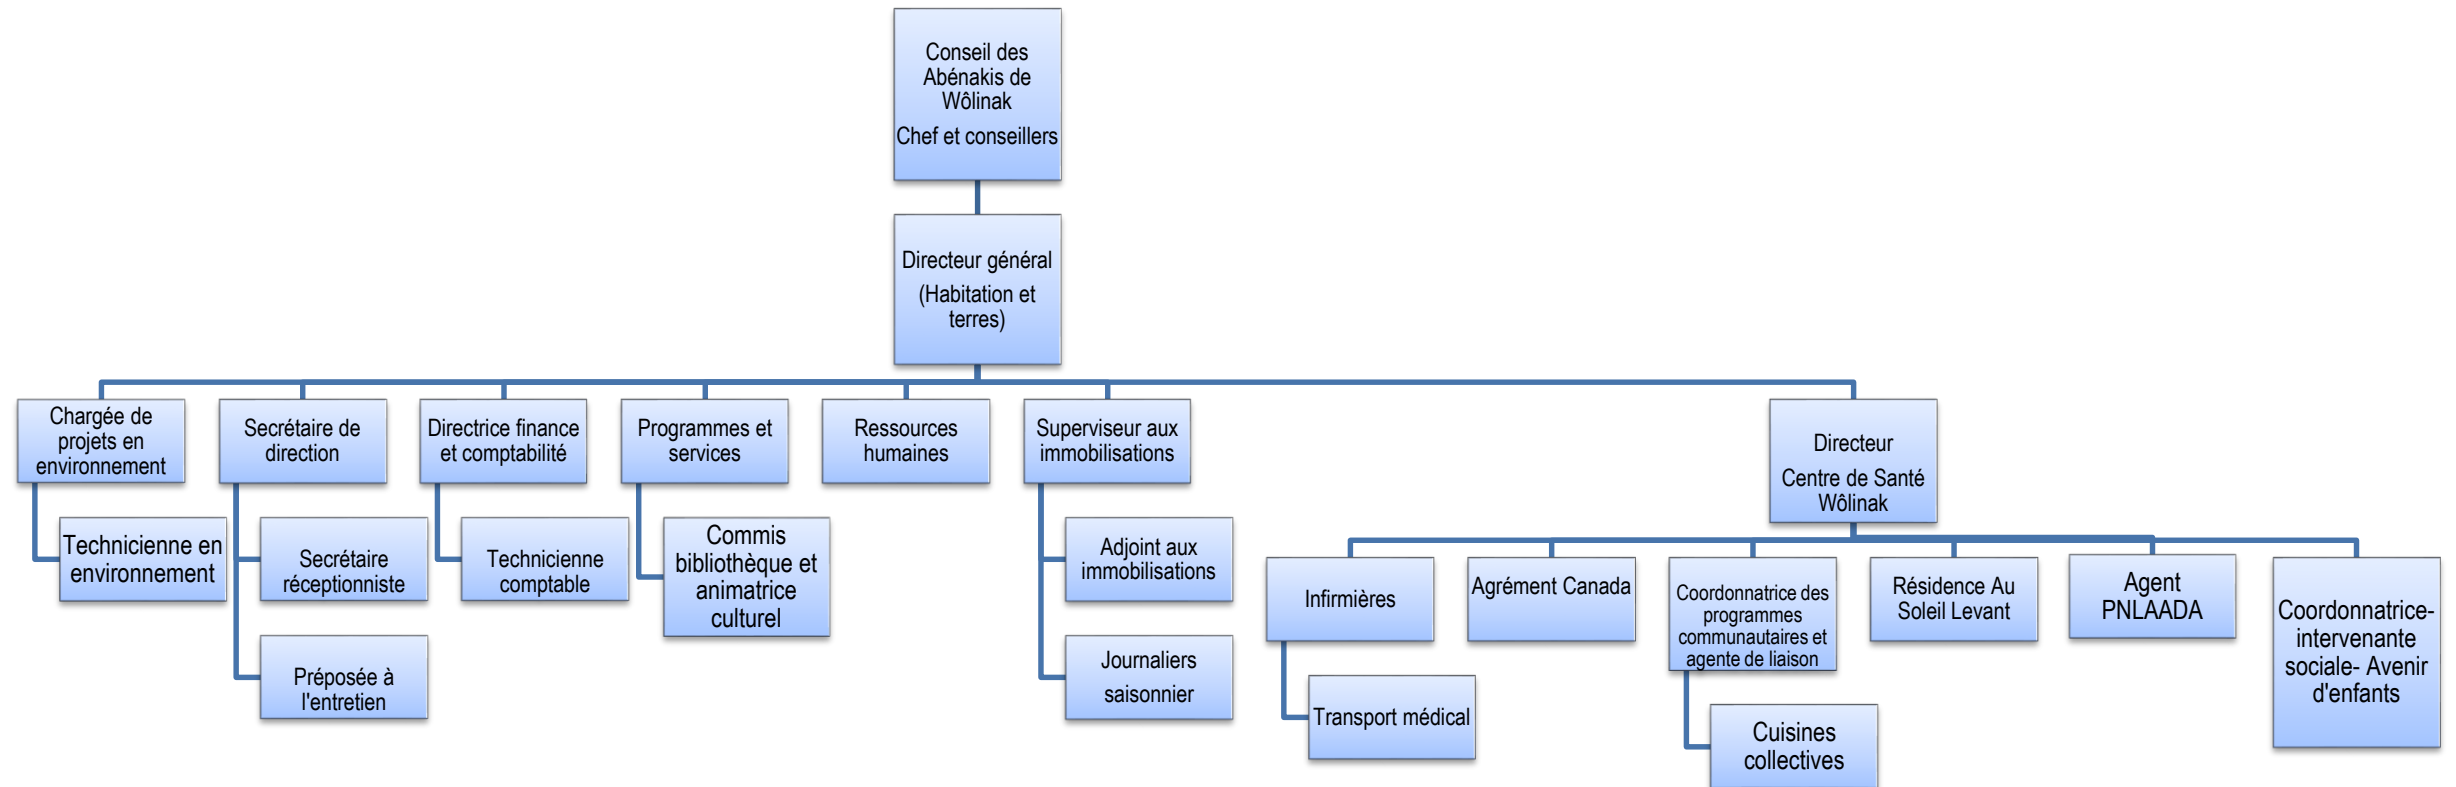 Conseil des
Abénakis de
Wôlinak
Chef et conseillers
Directeur général
(Habitation et
terres)
Chargée de
projets en
environnement
Secrétaire de
direction
Directrice finance
et comptabilité
Programmes et
services
Ressources
humaines
Superviseur aux
immobilisations
Directeur
Centre de Santé
Wôlinak
Technicienne en
environnement
Secrétaire
réceptionniste
Préposée à
l'entretien
Technicienne
comptable
Commis
bibliothèque et
animatrice
culturel
Adjoint aux
immobilisations
Journaliers
saisonnier
Infirmières
Transport médical
Agrément Canada
Coordonnatrice des
programmes
communautaires et
agente de liaison
Cuisines
collectives
Résidence Au
Soleil Levant
Agent
PNLAADA
Coordonnatrice-
intervenante
sociale- Avenir
d'enfants